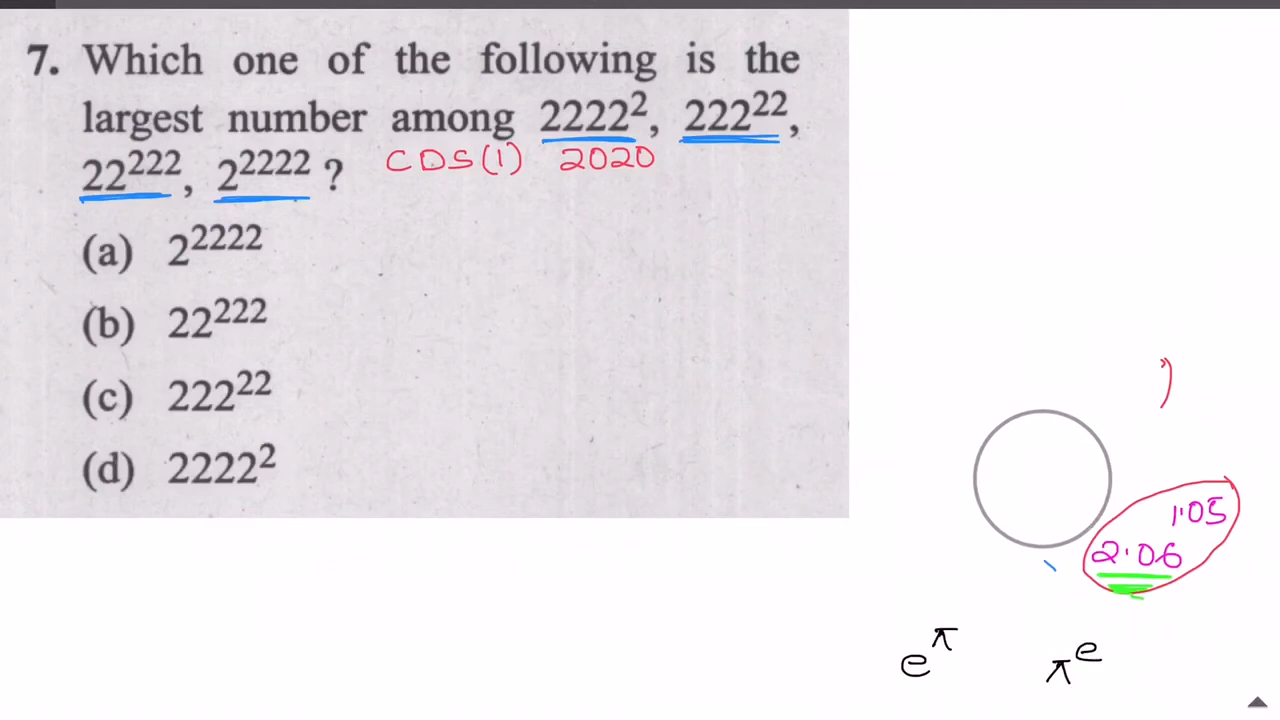 7. Which one of the following is the
largest number among 2222², 222²²,
22²²², 2²²²² ? CDS(1) 2020
(a) 2²²²²
(b) 22²²²
(c) 222²²
(d) 2222²
)
1.05
2.06
e^π π^e